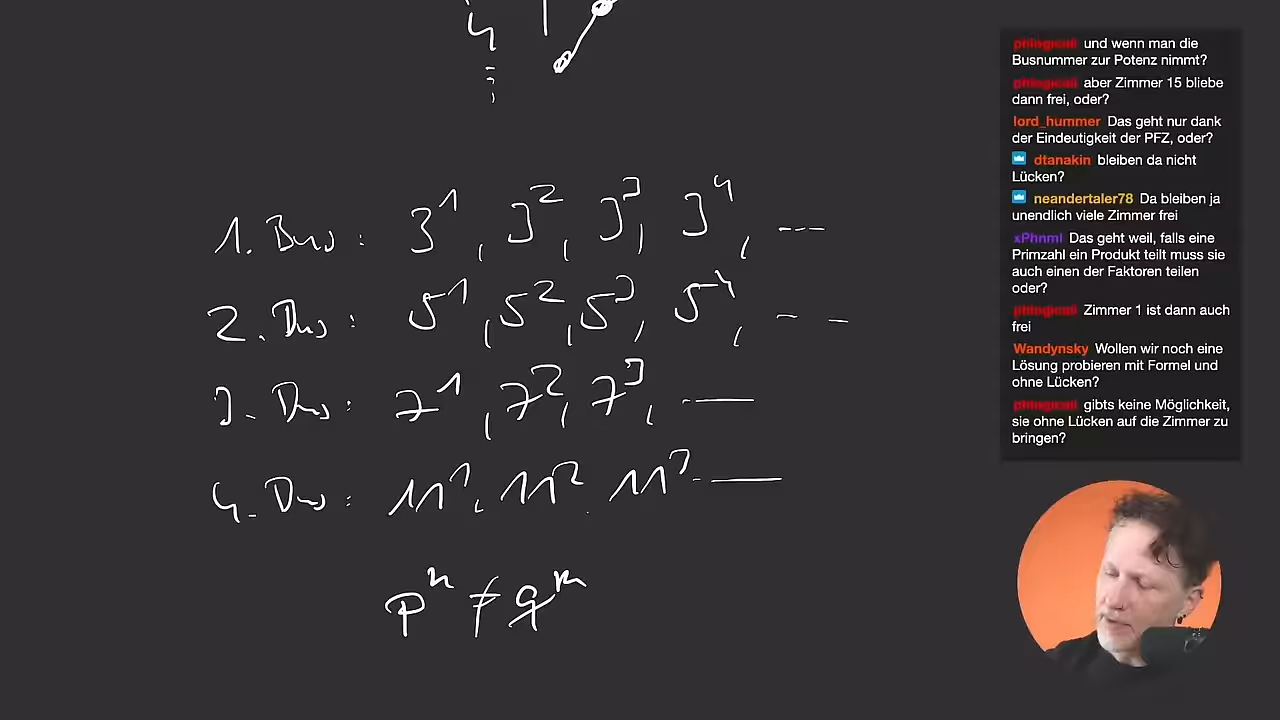 4
⋮
1. Bus : 3^1, 3^2, 3^3, 3^4, ...
2. Bus : 5^1, 5^2, 5^3, 5^4, ...
3. Bus : 7^1, 7^2, 7^3, ...
4. Bus : 11^1, 11^2, 11^3 ...
p^n ≠ q^m
phlogicali und wenn man die
Busnummer zur Potenz nimmt?
phlogicali aber Zimmer 15 bliebe
dann frei, oder?
lord_hummer Das geht nur dank
der Eindeutigkeit der PFZ, oder?
dtanakin bleiben da nicht
Lücken?
neandertaler78 Da bleiben ja
unendlich viele Zimmer frei
xPhnml Das geht weil, falls eine
Primzahl ein Produkt teilt muss sie
auch einen der Faktoren teilen
oder?
phlogicali Zimmer 1 ist dann auch
frei
Wandynsky Wollen wir noch eine
Lösung probieren mit Formel und
ohne Lücken?
phlogicali gibts keine Möglichkeit,
sie ohne Lücken auf die Zimmer zu
bringen?